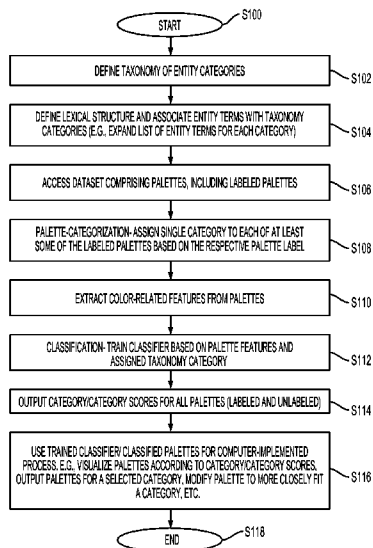 START
S100
DEFINE TAXONOMY OF ENTITY CATEGORIES
S102
DEFINE LEXICAL STRUCTURE AND ASSOCIATE ENTITY TERMS WITH TAXONOMY
CATEGORIES (E.G., EXPAND LIST OF ENTITY TERMS FOR EACH CATEGORY)
S104
ACCESS DATASET COMPRISING PALETTES, INCLUDING LABELED PALETTES
S106
PALETTE-CATEGORIZATION- ASSIGN SINGLE CATEGORY TO EACH OF AT LEAST
SOME OF THE LABELED PALETTES BASED ON THE RESPECTIVE PALETTE LABEL
S108
EXTRACT COLOR-RELATED FEATURES FROM PALETTES
S110
CLASSIFICATION- TRAIN CLASSIFIER BASED ON PALETTE FEATURES AND
ASSIGNED TAXONOMY CATEGORY
S112
OUTPUT CATEGORY/CATEGORY SCORES FOR ALL PALETTES (LABELED AND UNLABELED)
S114
USE TRAINED CLASSIFIER/ CLASSIFIED PALETTES FOR COMPUTER-IMPLEMENTED
PROCESS, E.G., VISUALIZE PALETTES ACCORDING TO CATEGORY/CATEGORY SCORES,
OUTPUT PALETTES FOR A SELECTED CATEGORY, MODIFY PALETTE TO MORE CLOSELY FIT
A CATEGORY, ETC.
S116
END
S118